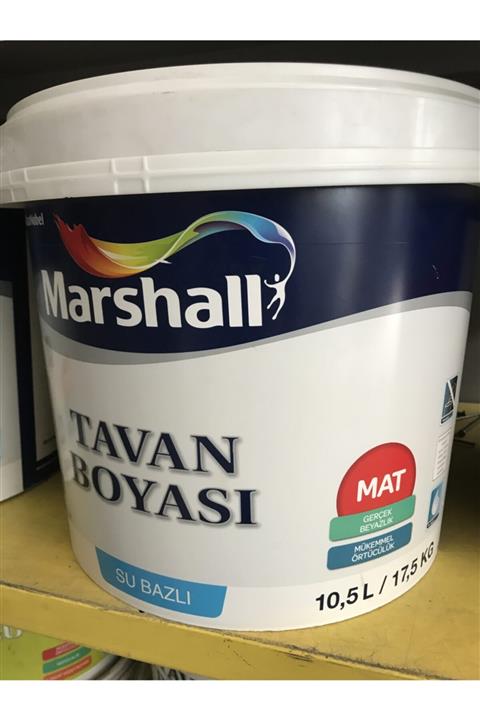 Marshall
TAVAN
BOYASI
SU BAZLI
MAT
GERÇEK
BEYAZLIK
MÜKEMMEL
ÖRTÜCÜLÜK
10,5 L / 17,5 KG